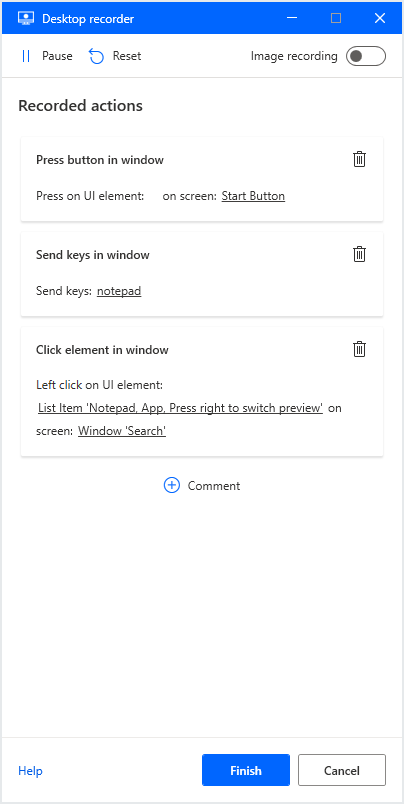 Desktop recorder
Pause Reset Image recording
Recorded actions
Press button in window
Press on UI element: on screen: Start Button
Send keys in window
Send keys: notepad
Click element in window
Left click on UI element:
List Item 'Notepad, App, Press right to switch preview' on
screen: Window 'Search'
Comment
Help Finish Cancel